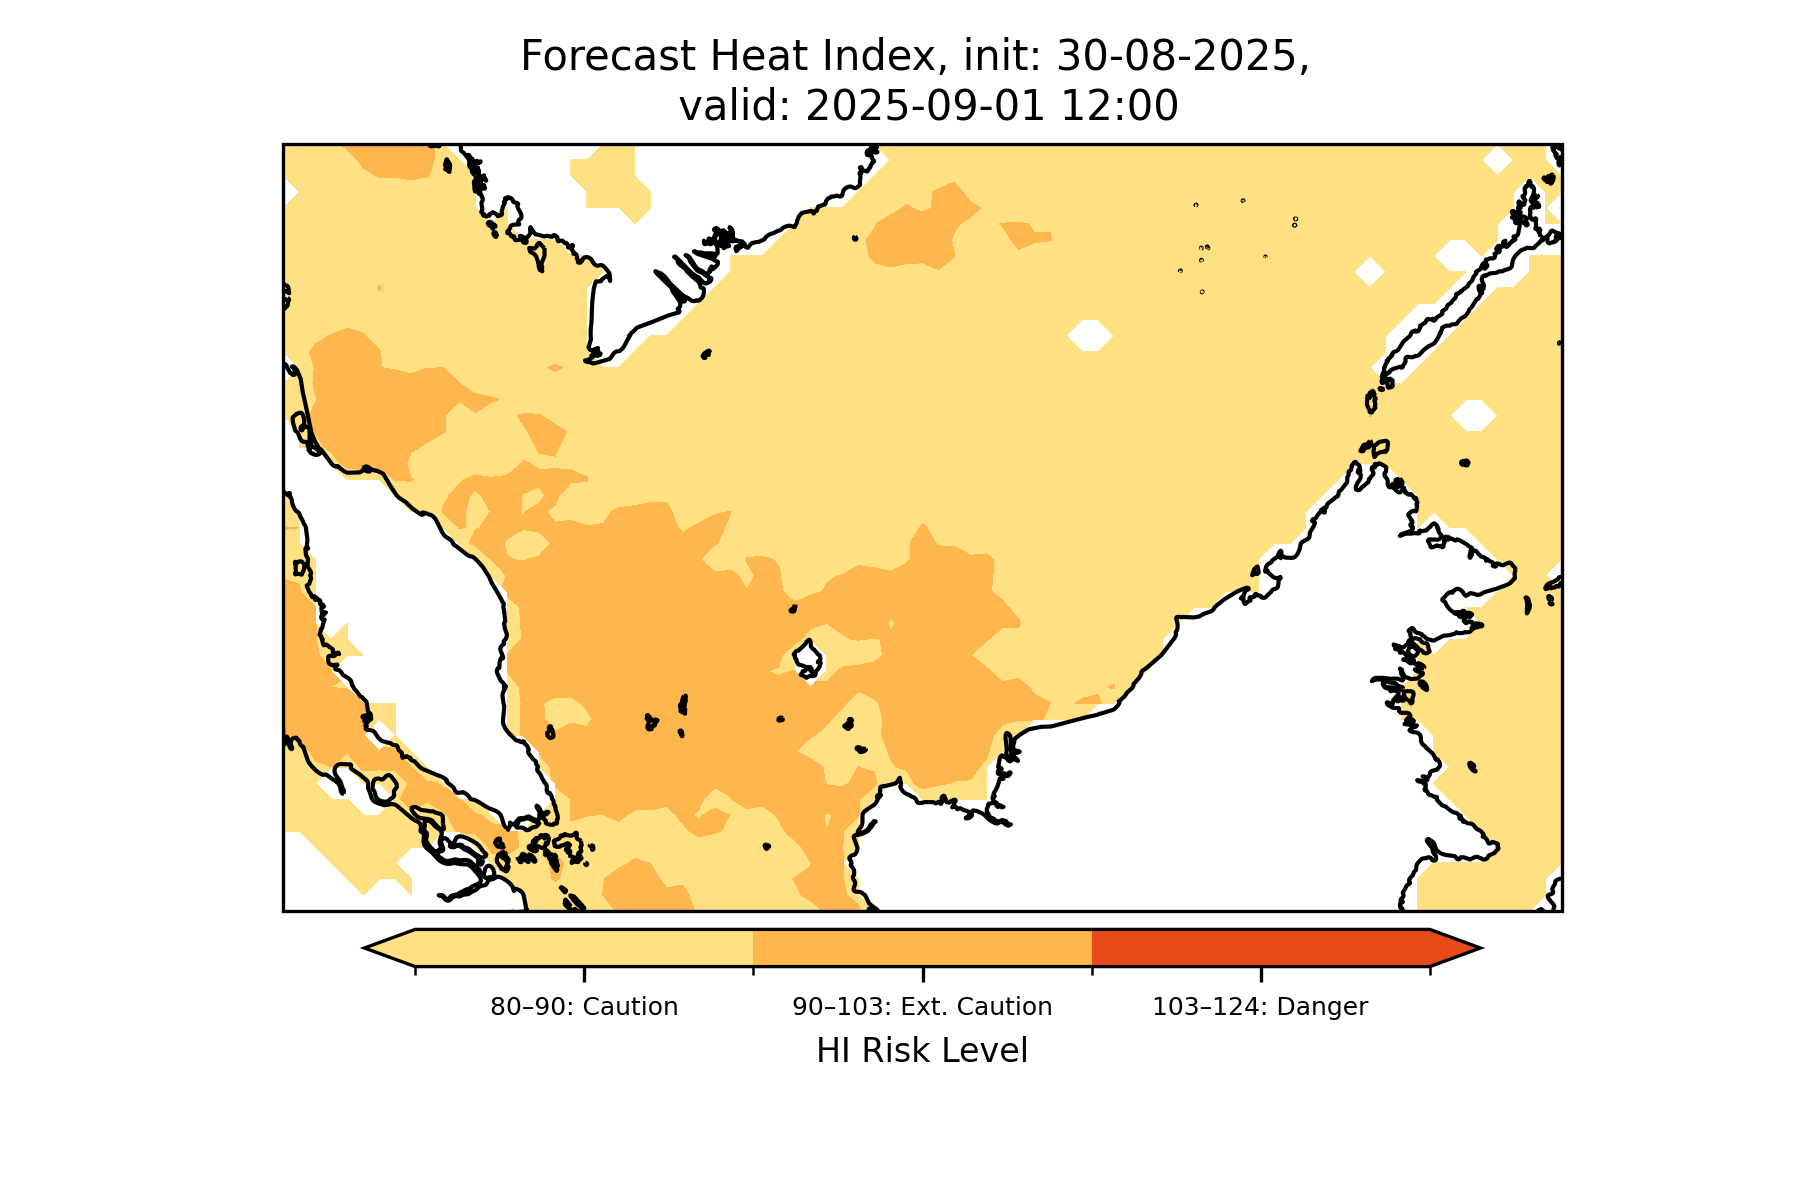 Forecast Heat Index, init: 30-08-2025,
valid: 2025-09-01 12:00
80–90: Caution
90–103: Ext. Caution
103–124: Danger
HI Risk Level